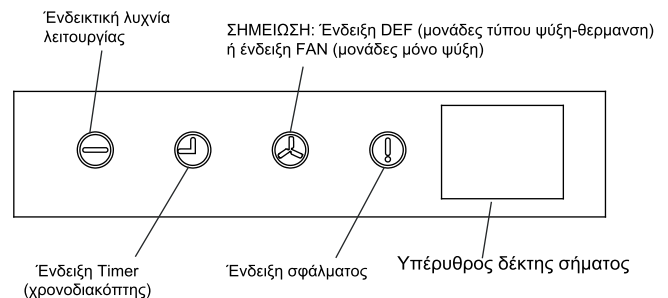 Ένδεικτική λυχνία
λειτουργίας
ΣΗΜΕΙΩΣΗ: Ένδειξη DEF (μονάδες τύπου ψύξη-θερμανση)
ή ένδειξη FAN (μονάδες μόνο ψύξη)
Ένδειξη Timer
(χρονοδιακόπτης)
Ένδειξη σφάλματος
Υπέρυθρος δέκτης σήματος